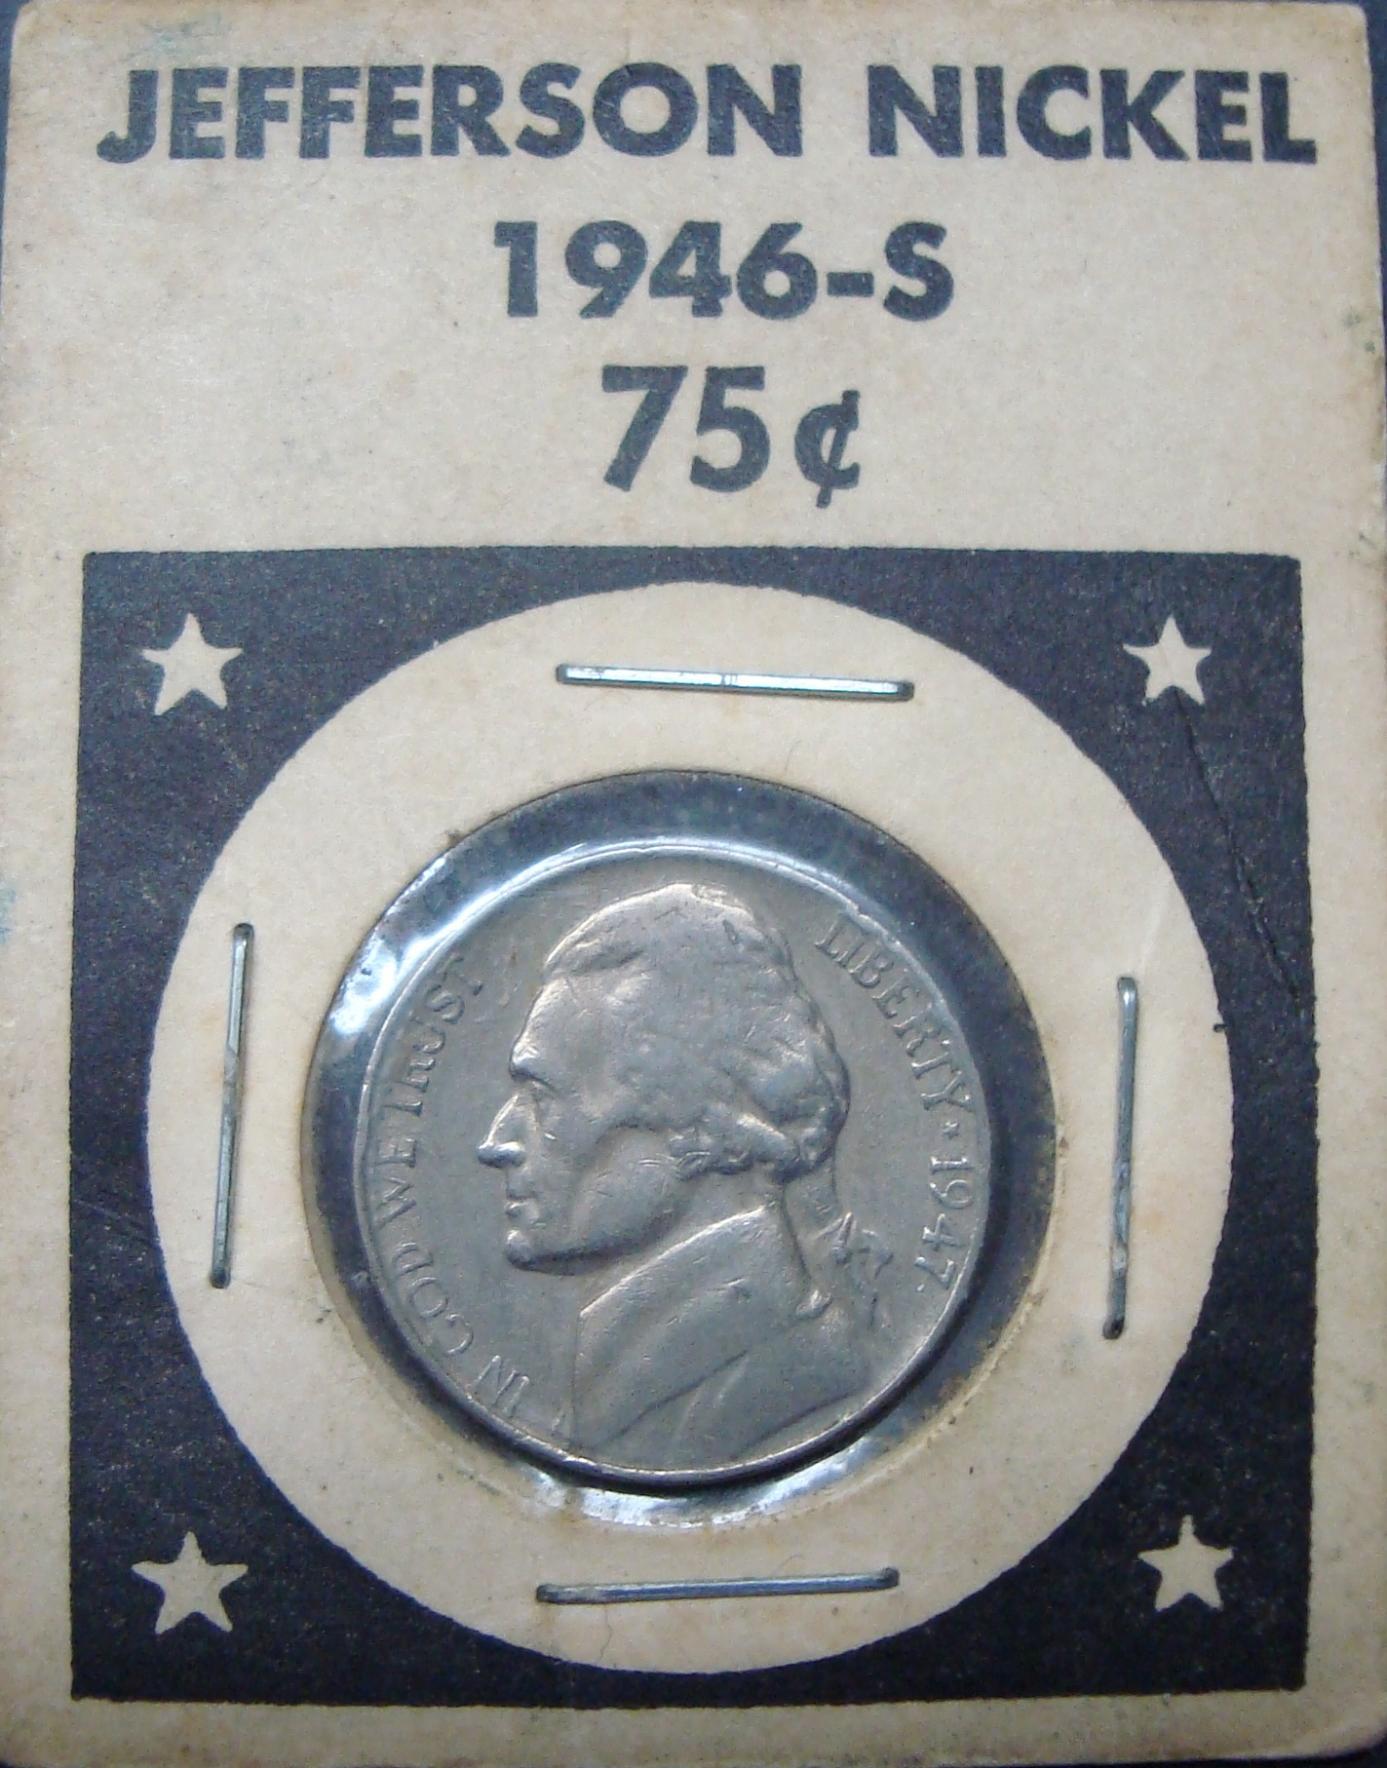 JEFFERSON NICKEL
1946-S
75¢
IN GOD WE TRUST
LIBERTY ★ 1947